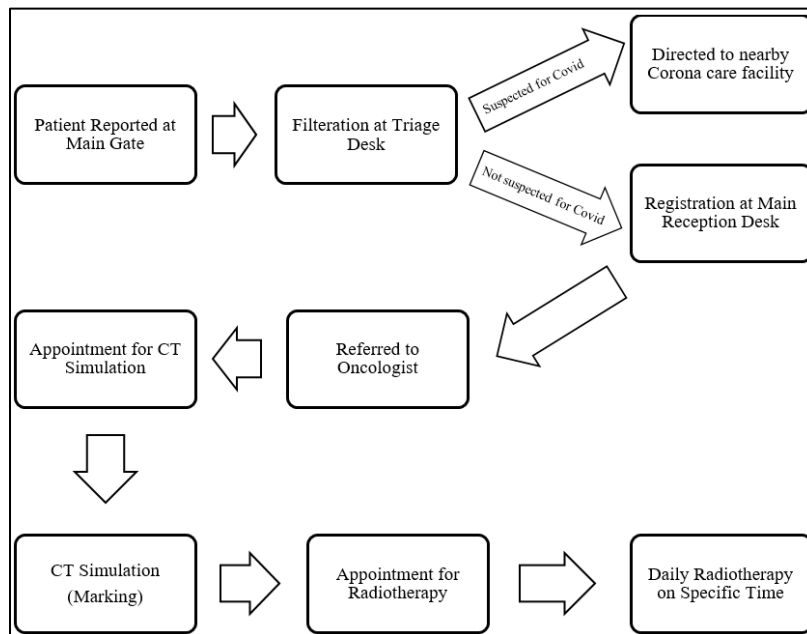 Patient Reported at
Main Gate
Filteration at Triage
Desk
Suspected for Covid
Directed to nearby
Corona care facility
Not suspected for Covid
Registration at Main
Reception Desk
Referred to
Oncologist
Appointment for CT
Simulation
CT Simulation
(Marking)
Appointment for
Radiotherapy
Daily Radiotherapy
on Specific Time